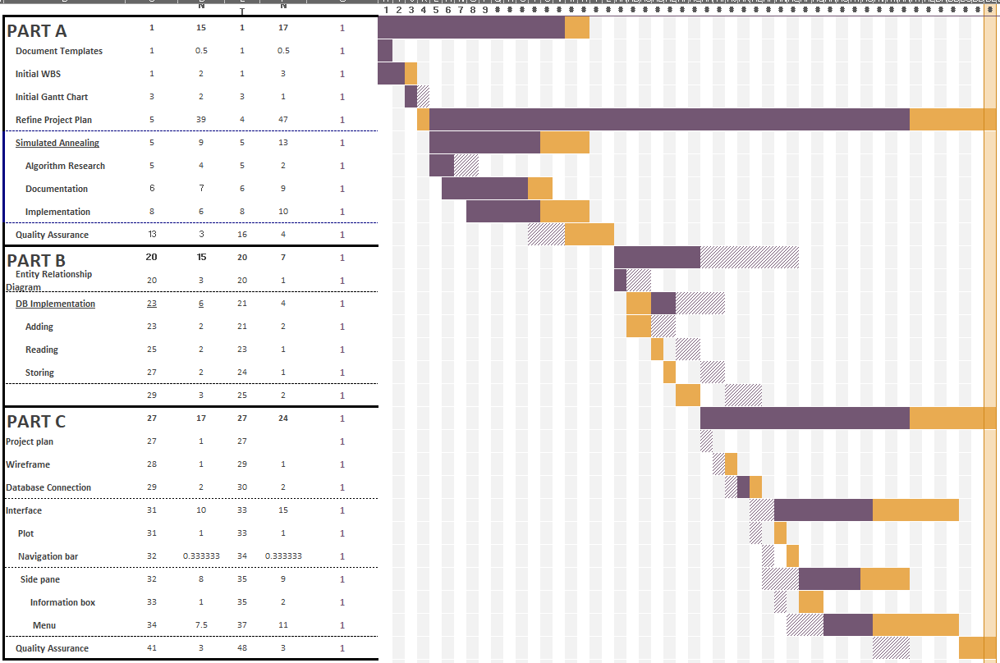 1 2 3 4 5 6 7 8 9 # # # # # # # # # # # # # # # # # # # # # # # # # # # # # # # # # # # # # # # # #
PART A 1 15 1 17 1
Document Templates 1 0.5 1 0.5 1
Initial WBS 1 2 1 3 1
Initial Gantt Chart 3 2 3 1 1
Refine Project Plan 5 39 4 47 1
Simulated Annealing 5 9 5 13 1
Algorithm Research 5 4 5 2 1
Documentation 6 7 6 9 1
Implementation 8 6 8 10 1
Quality Assurance 13 3 16 4 1
PART B 20 15 20 7 1
Entity Relationship
Diagram 20 3 20 1 1
DB Implementation 23 6 21 4 1
Adding 23 2 21 2 1
Reading 25 2 23 1 1
Storing 27 2 24 1 1
29 3 25 2 1
PART C 27 17 27 24 1
Project plan 27 1 27 1
Wireframe 28 1 29 1 1
Database Connection 29 2 30 2 1
Interface 31 10 33 15 1
Plot 31 1 33 1 1
Navigation bar 32 0.333333 34 0.333333 1
Side pane 32 8 35 9 1
Information box 33 1 35 2 1
Menu 34 7.5 37 11 1
Quality Assurance 41 3 48 3 1